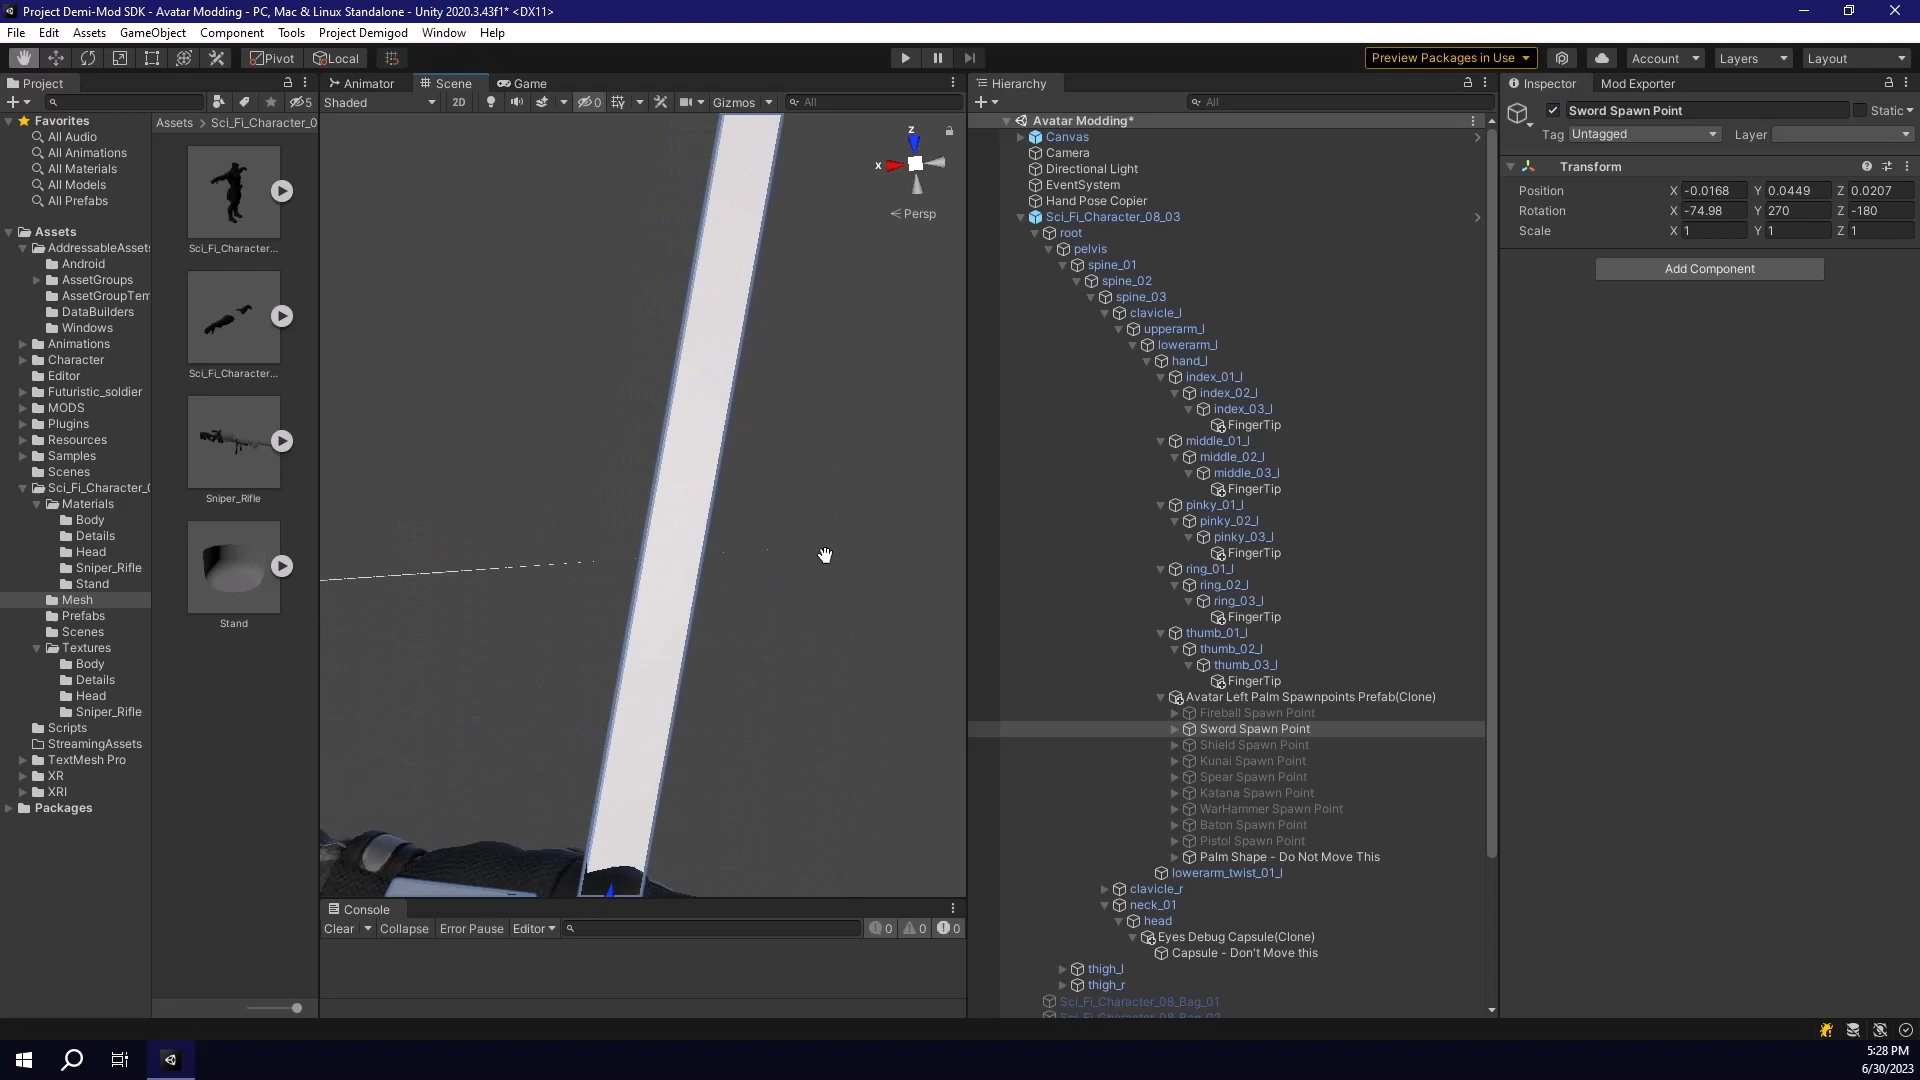 Project Demi-Mod SDK - Avatar Modding - PC, Mac & Linux Standalone - Unity 2020.3.43f1* <DX11>
File Edit Assets GameObject Component Tools Project Demigod Window Help
Pivot Local Preview Packages in Use Account Layers Layout
Project
5
Assets > Sci_Fi_Character_0
Favorites
All Audio
All Animations
All Materials
All Models
All Prefabs
Assets
AddressableAssets
Android
AssetGroups
AssetGroupTem
DataBuilders
Windows
Animations
Character
Editor
Futuristic_soldier
MODS
Plugins
Resources
Samples
Scenes
Sci_Fi_Character_0
Materials
Body
Details
Head
Sniper_Rifle
Stand
Mesh
Prefabs
Scenes
Textures
Body
Details
Head
Sniper_Rifle
Scripts
StreamingAssets
TextMesh Pro
XR
XRI
Packages
Sci_Fi_Character...
Sci_Fi_Character...
Sniper_Rifle
Stand
Animator Scene Game
Shaded 2D 0 Gizmos All
z
x
< Persp
Console
Clear Collapse Error Pause Editor 0 0 0
Hierarchy
All
Avatar Modding*
Canvas
Camera
Directional Light
EventSystem
Hand Pose Copier
Sci_Fi_Character_08_03
root
pelvis
spine_01
spine_02
spine_03
clavicle_l
upperarm_l
lowerarm_l
hand_l
index_01_l
index_02_l
index_03_l
FingerTip
middle_01_l
middle_02_l
middle_03_l
FingerTip
pinky_01_l
pinky_02_l
pinky_03_l
FingerTip
ring_01_l
ring_02_l
ring_03_l
FingerTip
thumb_01_l
thumb_02_l
thumb_03_l
FingerTip
Avatar Left Palm Spawnpoints Prefab(Clone)
Fireball Spawn Point
Sword Spawn Point
Shield Spawn Point
Kunai Spawn Point
Spear Spawn Point
Katana Spawn Point
WarHammer Spawn Point
Baton Spawn Point
Pistol Spawn Point
Palm Shape - Do Not Move This
lowerarm_twist_01_l
clavicle_r
neck_01
head
Eyes Debug Capsule(Clone)
Capsule - Don't Move this
thigh_l
thigh_r
Sci_Fi_Character_08_Bag_01
Sci_Fi_Character_08_Bag_02
Inspector Mod Exporter
Sword Spawn Point Static
Tag Untagged Layer
Transform
Position X -0.0168 Y 0.0449 Z 0.0207
Rotation X -74.98 Y 270 Z -180
Scale X 1 Y 1 Z 1
Add Component
5:28 PM
6/30/2023